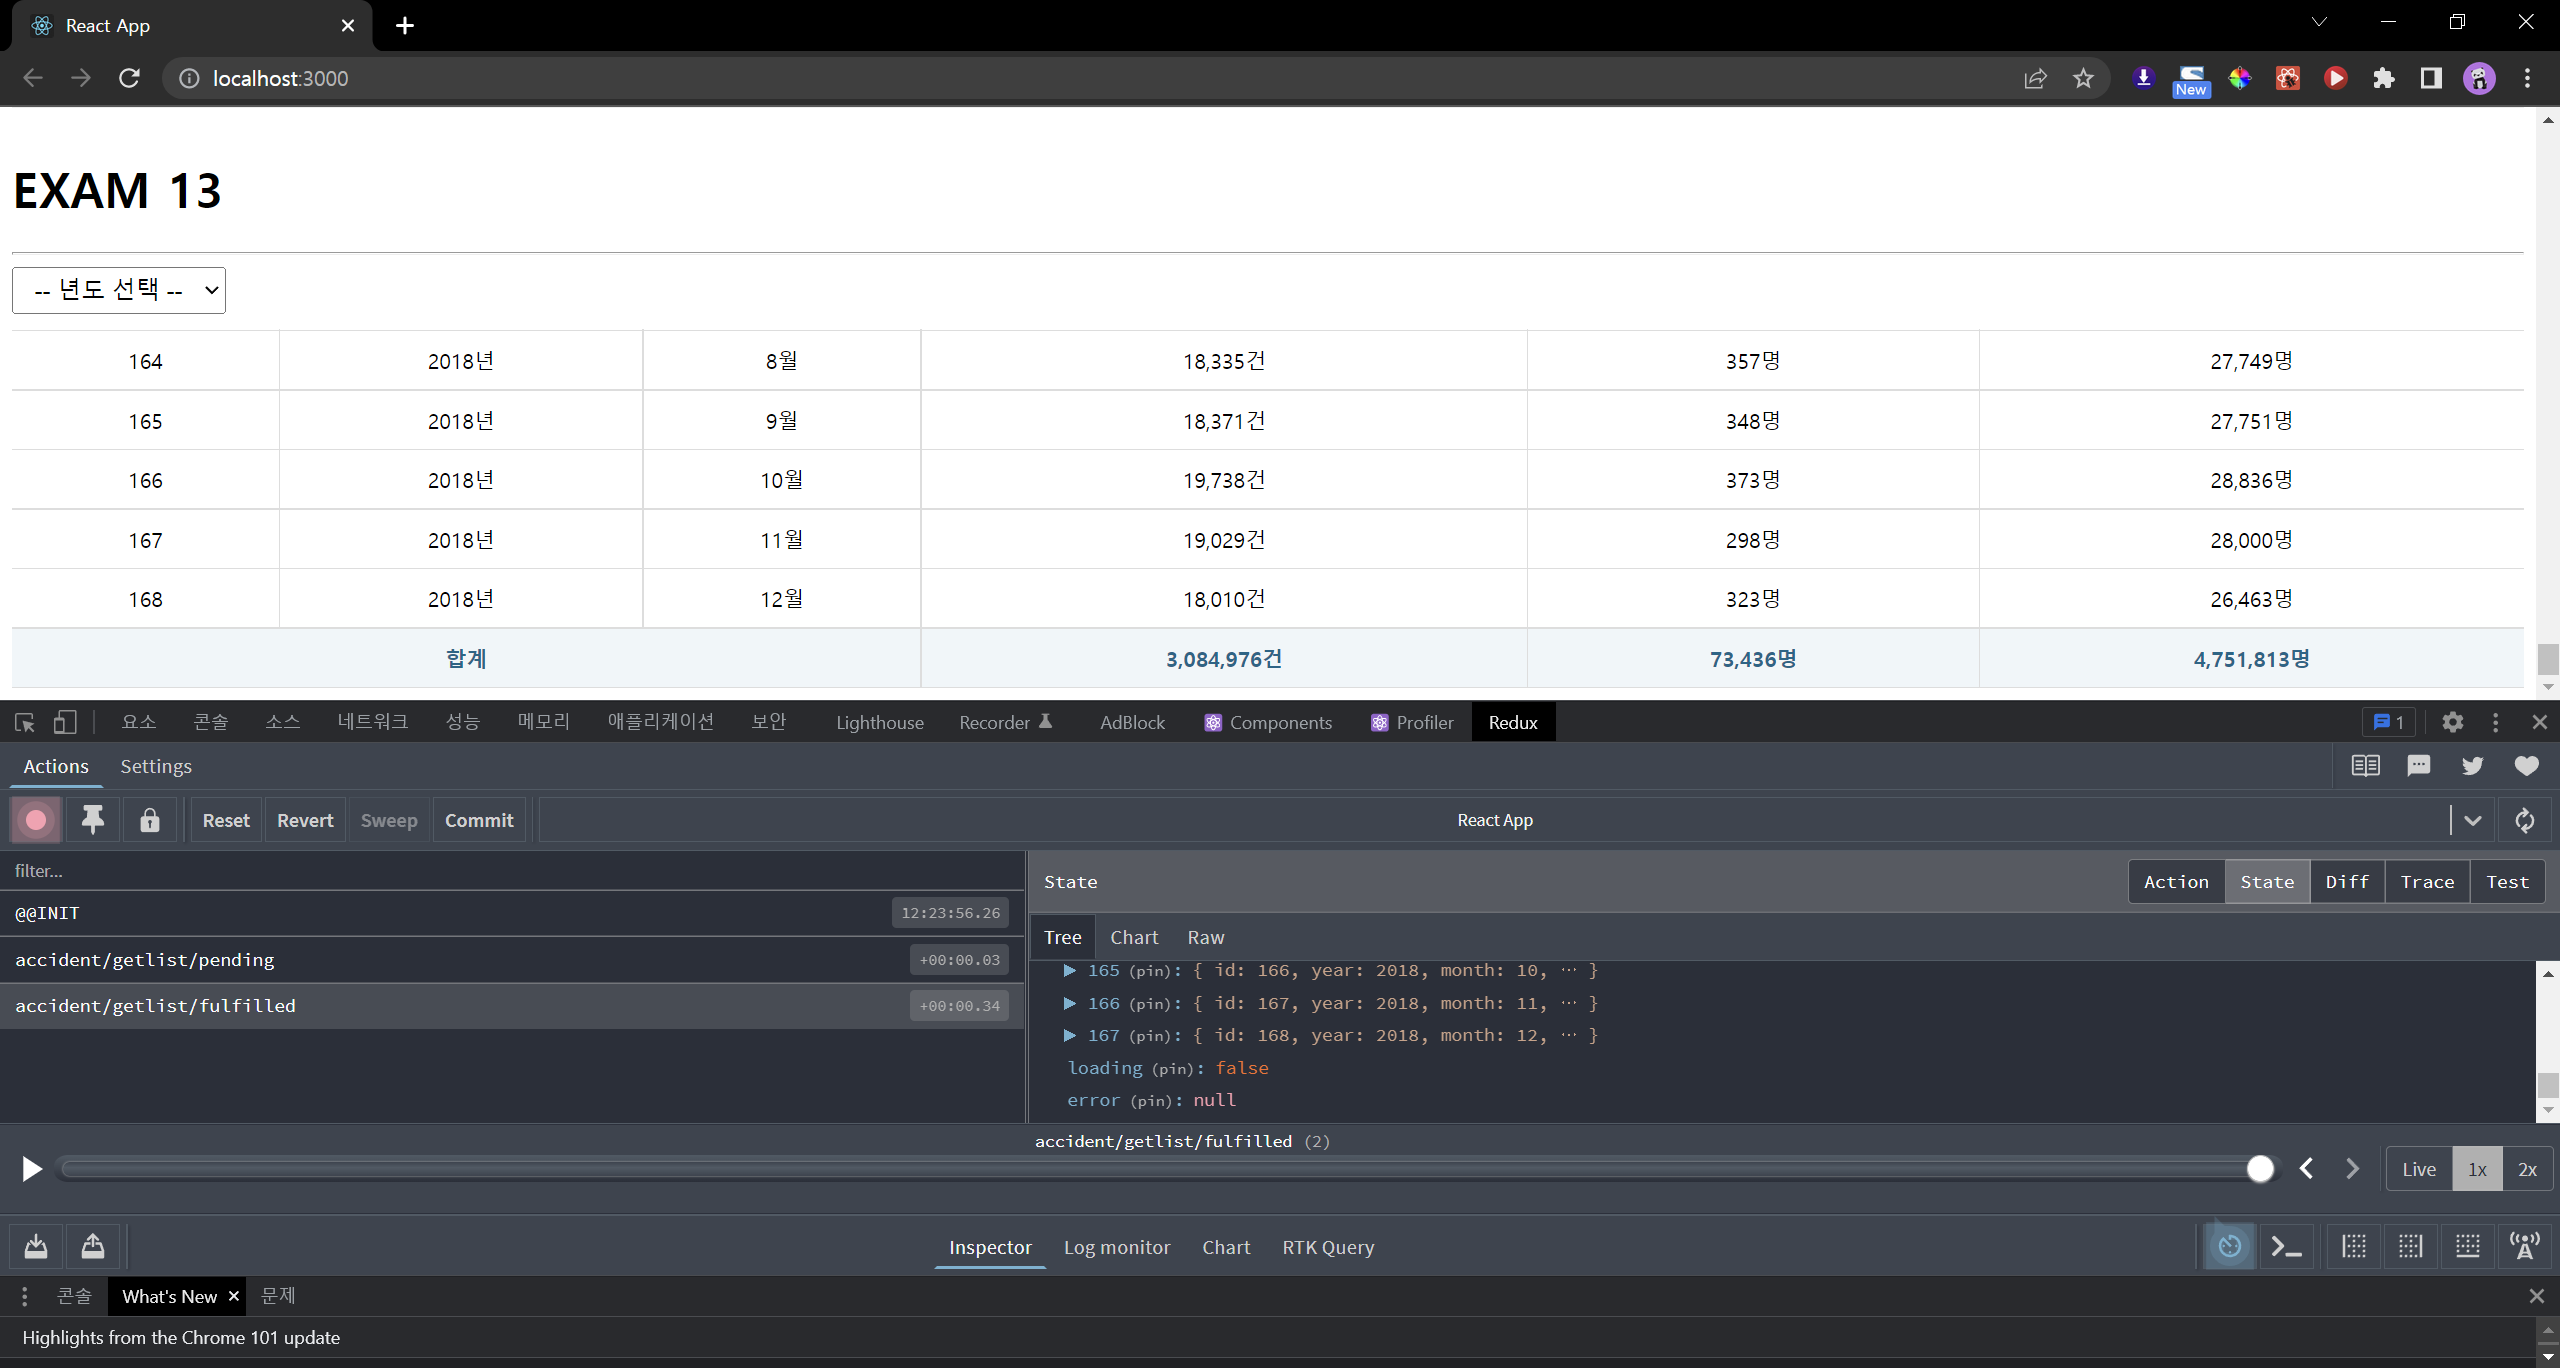 React App
localhost:3000
New
EXAM 13
-- 년도 선택 --
164 2018년 8월 18,335건 357명 27,749명
165 2018년 9월 18,371건 348명 27,751명
166 2018년 10월 19,738건 373명 28,836명
167 2018년 11월 19,029건 298명 28,000명
168 2018년 12월 18,010건 323명 26,463명
합계 3,084,976건 73,436명 4,751,813명
요소 콘솔 소스 네트워크 성능 메모리 애플리케이션 보안 Lighthouse Recorder AdBlock Components Profiler Redux 1
Actions Settings
Reset Revert Sweep Commit React App
filter...
@@INIT 12:23:56.26
accident/getlist/pending +00:00.03
accident/getlist/fulfilled +00:00.34
State Action State Diff Trace Test
Tree Chart Raw
165 (pin): { id: 166, year: 2018, month: 10, … }
166 (pin): { id: 167, year: 2018, month: 11, … }
167 (pin): { id: 168, year: 2018, month: 12, … }
loading (pin): false
error (pin): null
accident/getlist/fulfilled (2)
Live 1x 2x
Inspector Log monitor Chart RTK Query
콘솔 What's New 문제
Highlights from the Chrome 101 update